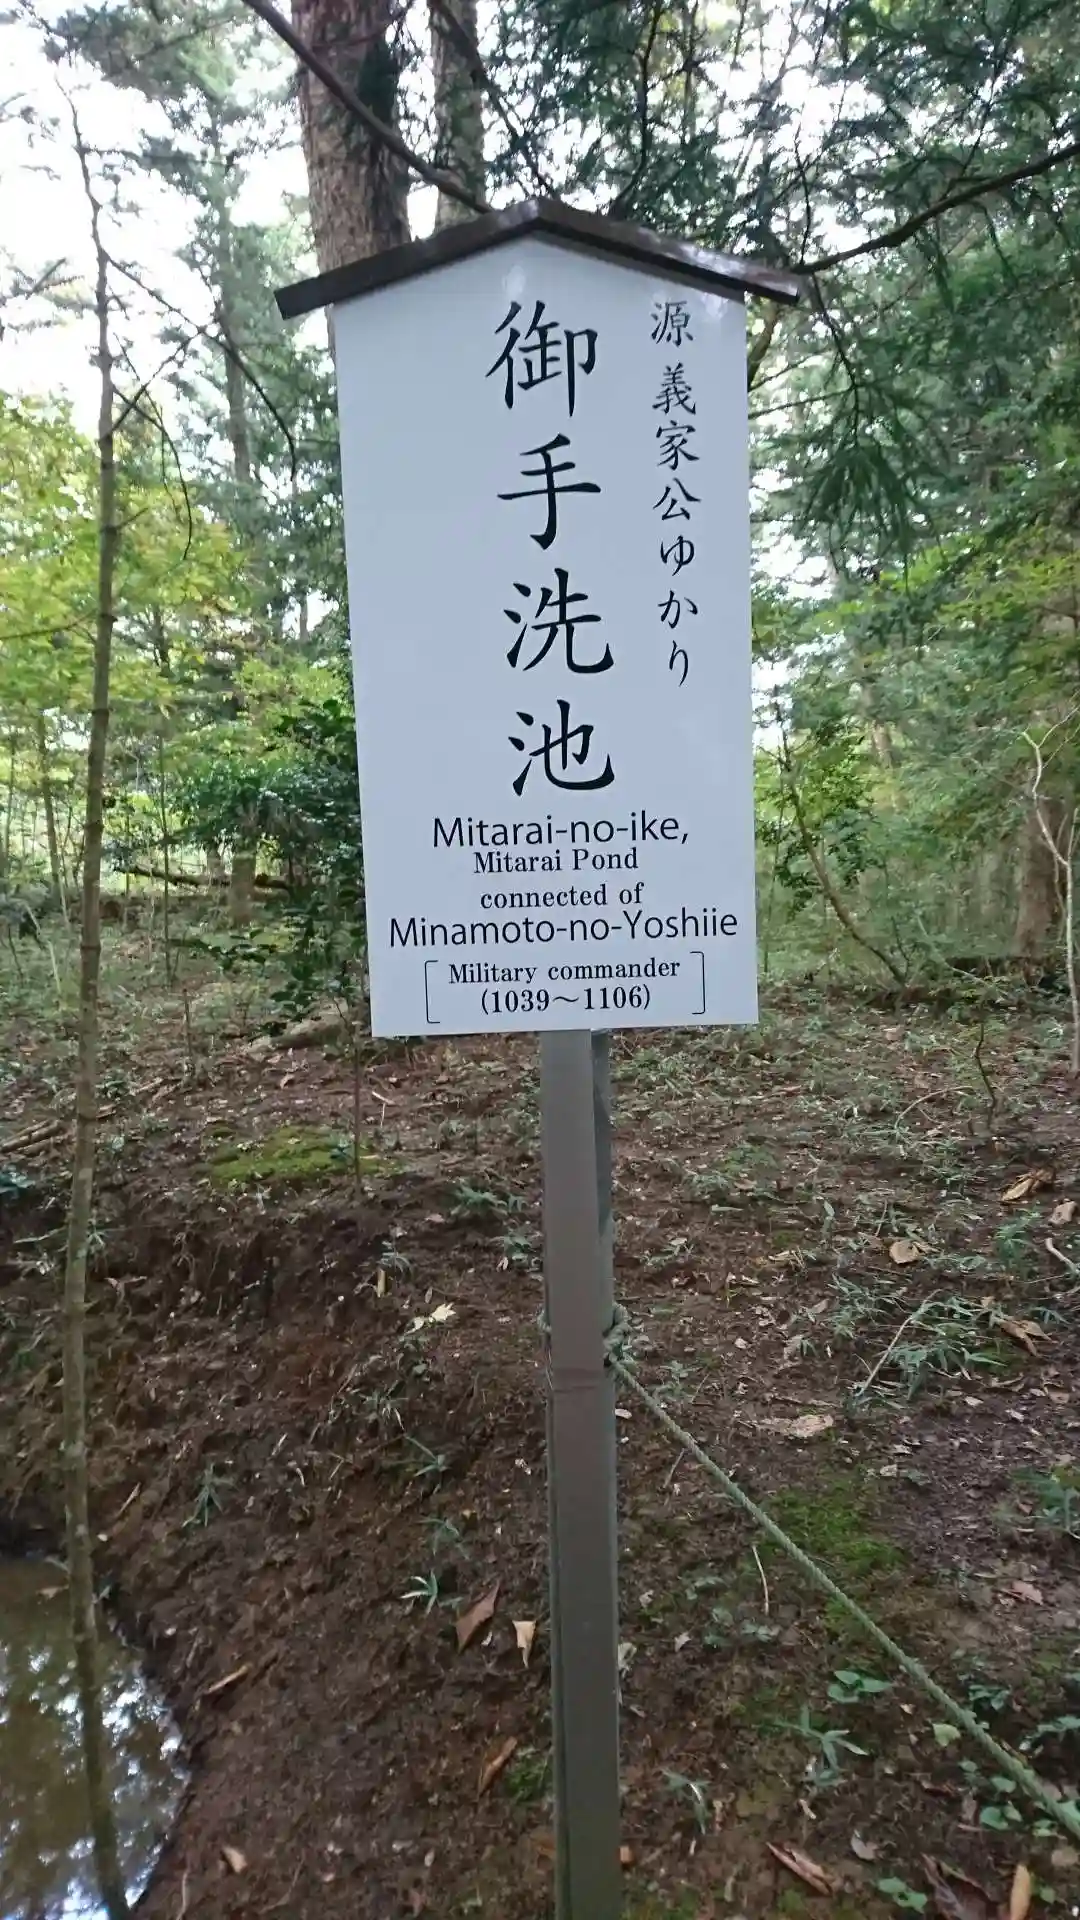 源義家公ゆかり
御手洗池
Mitarai-no-ike,
Mitarai Pond
connected of
Minamoto-no-Yoshiie
[Military commander
(1039～1106)]